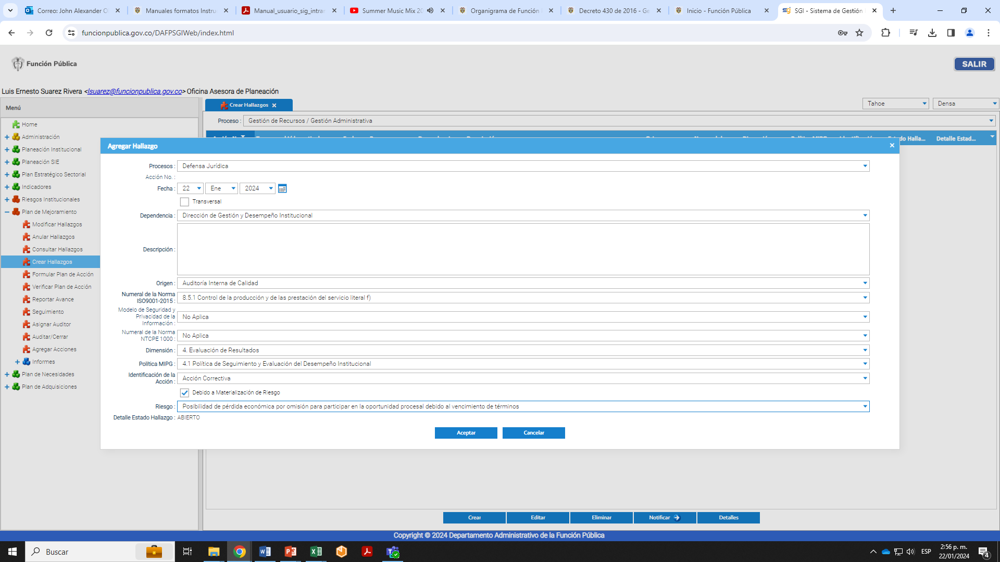 Correo: John Alexander O
Manuales formatos Instru
Manual_usuario_sig_intran
Summer Music Mix 20
Organigrama de Función
Decreto 430 de 2016 - Ge
Inicio - Función Pública
SGI - Sistema de Gestión
funcionpublica.gov.co/DAFPSGIWeb/index.html
Función Pública
SALIR
Luis Ernesto Suarez Rivera <lsuarez@funcionpublica.gov.co> Oficina Asesora de Planeación
Menú
Crear Hallazgos
Tahoe
Densa
Proceso : Gestión de Recursos / Gestión Administrativa
Home
Administración
Planeación Institucional
Planeación SIE
Plan Estratégico Sectorial
Indicadores
Riesgos Institucionales
Plan de Mejoramiento
Modificar Hallazgos
Anular Hallazgos
Consultar Hallazgos
Crear Hallazgos
Formular Plan de Acción
Verificar Plan de Acción
Reportar Avance
Seguimiento
Asignar Auditor
Auditar/Cerrar
Agregar Acciones
Informes
Plan de Necesidades
Plan de Adquisiciones
Detalle Estad...
Agregar Hallazgo
Procesos : Defensa Jurídica
Acción No. :
Fecha : 22 Ene 2024
Transversal
Dependencia : Dirección de Gestión y Desempeño Institucional
Descripción :
Origen : Auditoría Interna de Calidad
Numeral de la Norma
ISO9001-2015 : 8.5.1 Control de la producción y de las prestación del servicio literal f)
Modelo de Seguridad y
Privacidad de la
Información : No Aplica
Numeral de la Norma
NTCPE 1000 : No Aplica
Dimensión : 4. Evaluación de Resultados
Política MIPG : 4.1 Política de Seguimiento y Evaluación del Desempeño Institucional
Identificación de la
Acción : Acción Correctiva
Debido a Materialización de Riesgo
Riesgo : Posibilidad de pérdida económica por omisión para participar en la oportunidad procesal debido al vencimiento de términos
Detalle Estado Hallazgo : ABIERTO
Aceptar
Cancelar
Crear
Editar
Eliminar
Notificar
Detalles
Copyright © 2024 Departamento Administrativo de la Función Pública
Buscar
ESP
2:56 p. m.
22/01/2024
4